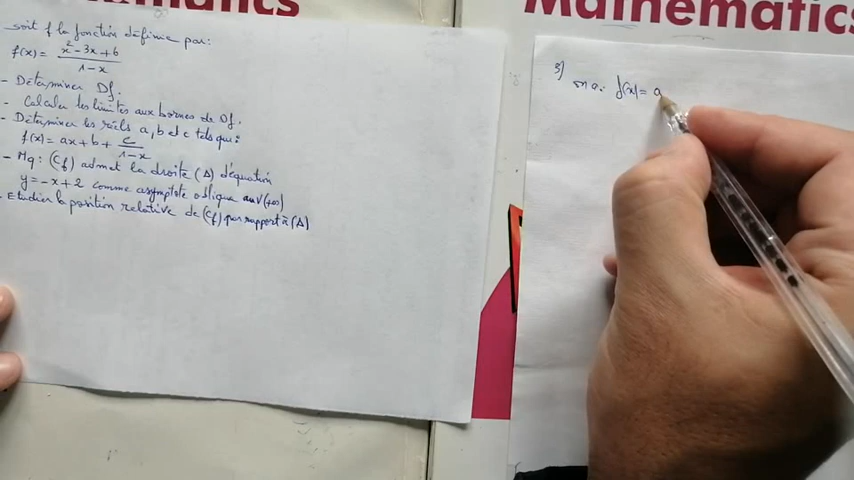 Mathematics
soit f la fonction définie par:
f(x) = x² - 3x + 6 / 1 - x
- Déterminer Df.
- Calculer les limites aux bornes de Df.
- Déterminer les réels a, b et c tels que:
f(x) = ax + b + c / 1 - x
- Mq: (Cf) admet la droite (Δ) d'équation
y = -x + 2 comme asymptote oblique au V(+∞)
- Etudier la position relative de (Cf) par rapport à (Δ)
3)
on a: f(x) = a